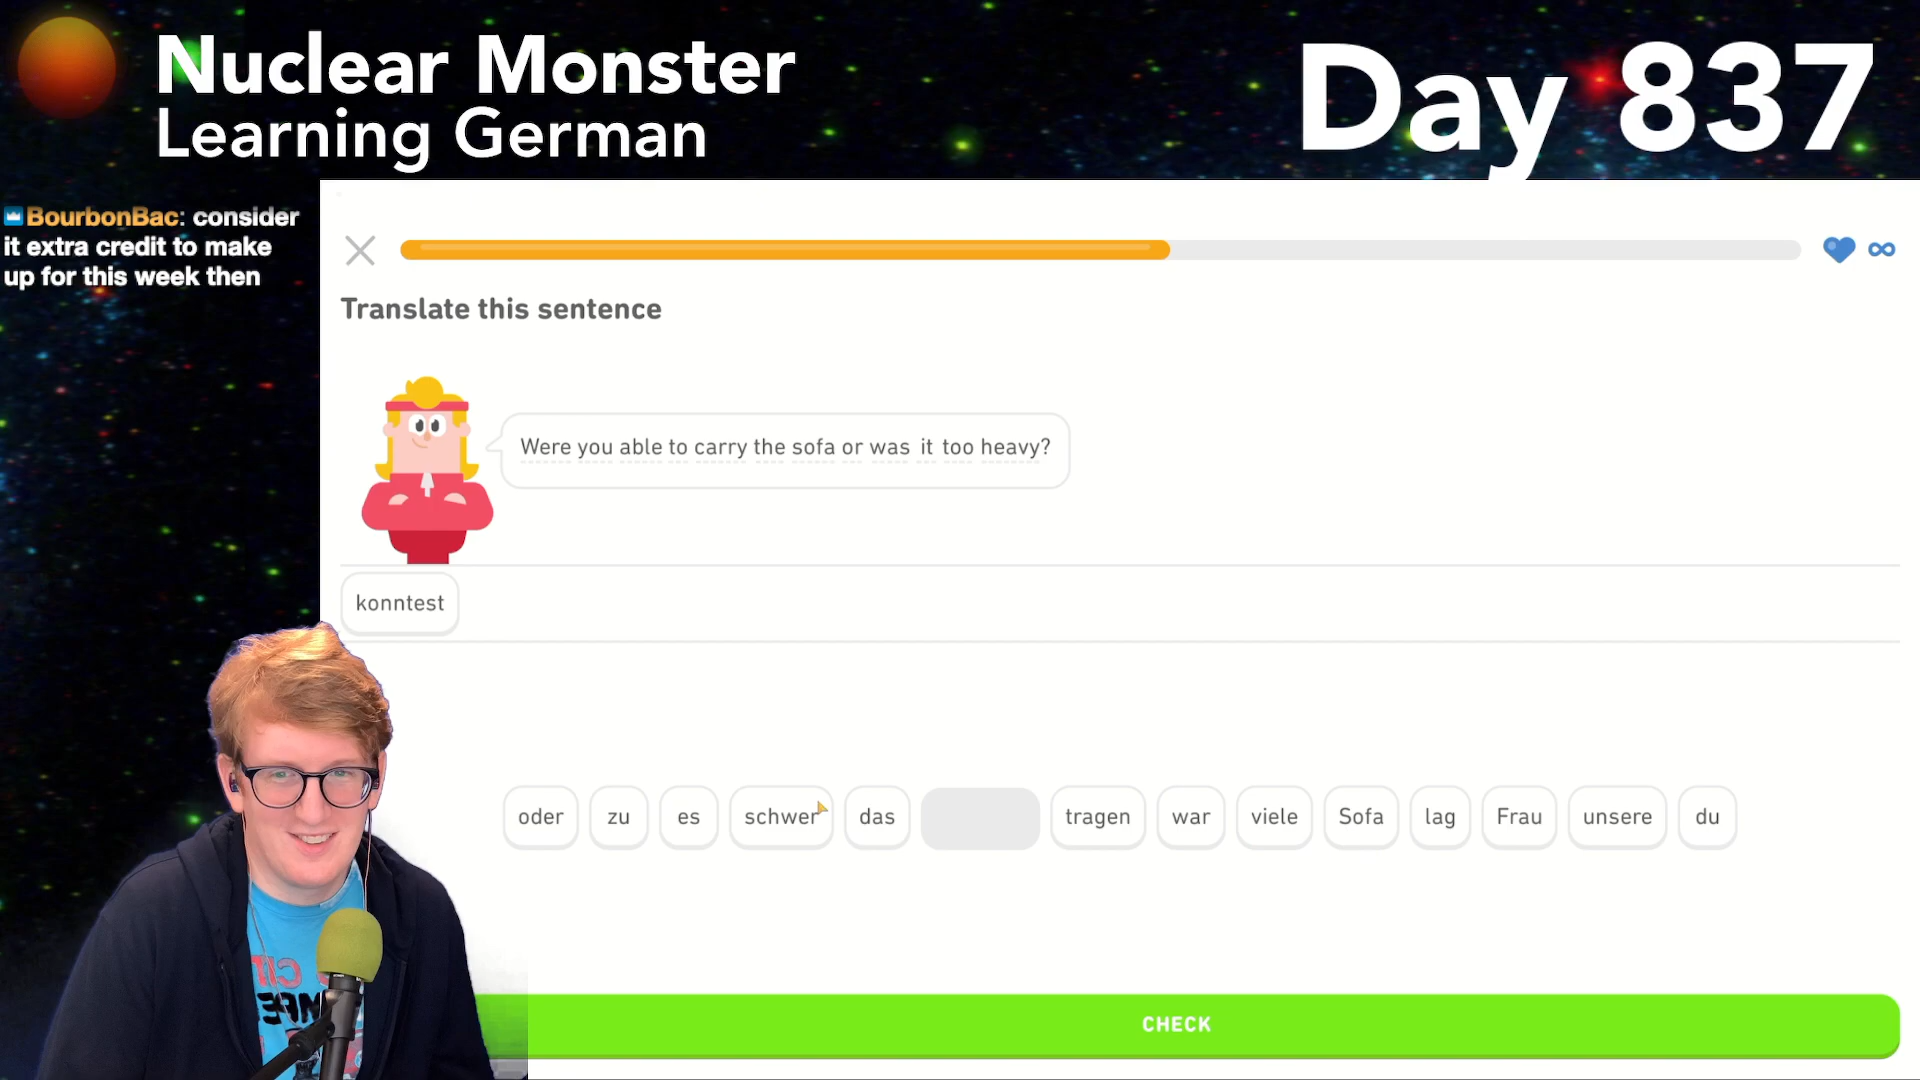 Nuclear Monster
Learning German
Day 837
BourbonBac: consider
it extra credit to make
up for this week then
Translate this sentence
Were you able to carry the sofa or was it too heavy?
konntest
oder zu es schwer das tragen war viele Sofa lag Frau unsere du
CHECK